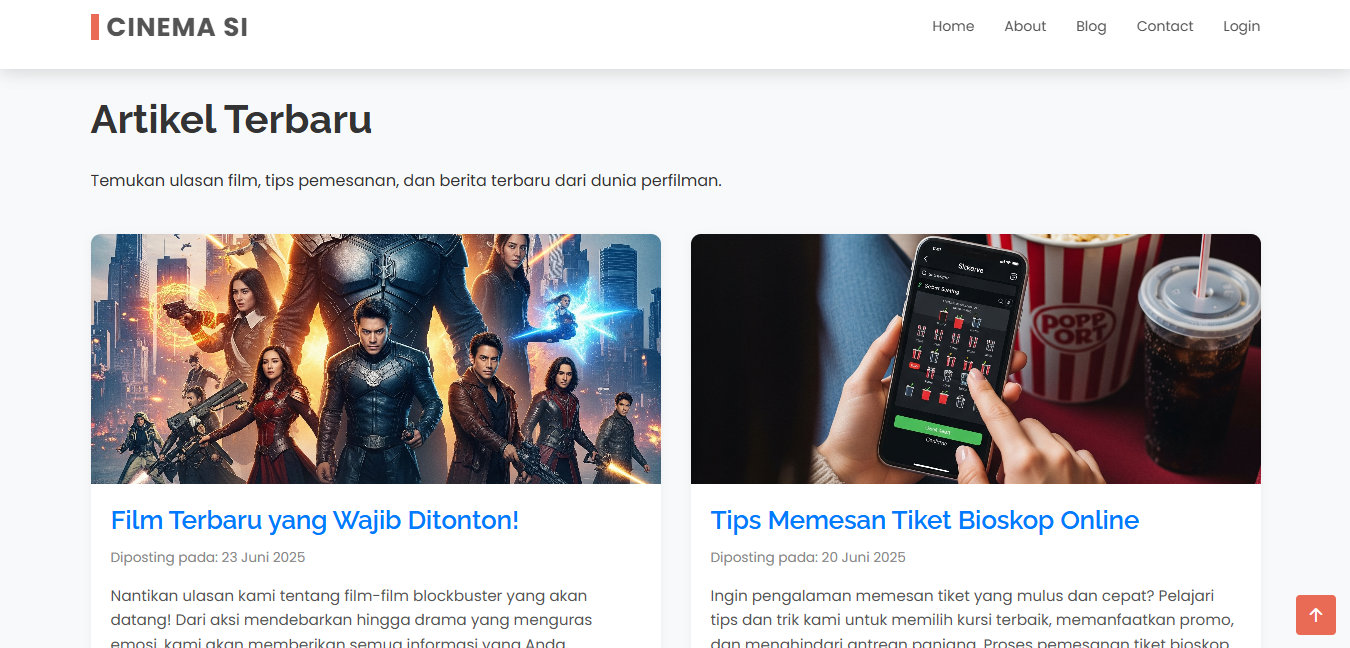 CINEMA SI
Home
About
Blog
Contact
Login
Artikel Terbaru
Temukan ulasan film, tips pemesanan, dan berita terbaru dari dunia perfilman.
POPP
ORT
Film Terbaru yang Wajib Ditonton!
Diposting pada: 23 Juni 2025
Nantikan ulasan kami tentang film-film blockbuster yang akan
datang! Dari aksi mendebarkan hingga drama yang menguras
emosi, kami akan memberikan semua informasi yang Anda
Tips Memesan Tiket Bioskop Online
Diposting pada: 20 Juni 2025
Ingin pengalaman memesan tiket yang mulus dan cepat? Pelajari
tips dan trik kami untuk memilih kursi terbaik, memanfaatkan promo,
dan menghindari antrean panjang. Proses pemesanan tiket bioskop